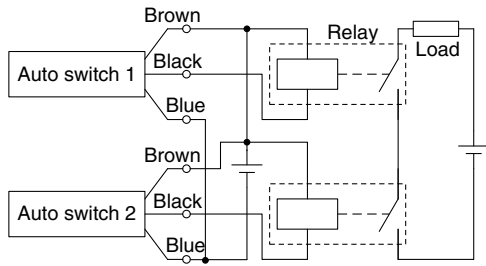 Brown
Relay
Auto switch 1
Black
Load
Blue
Brown
Auto switch 2
Black
Blue